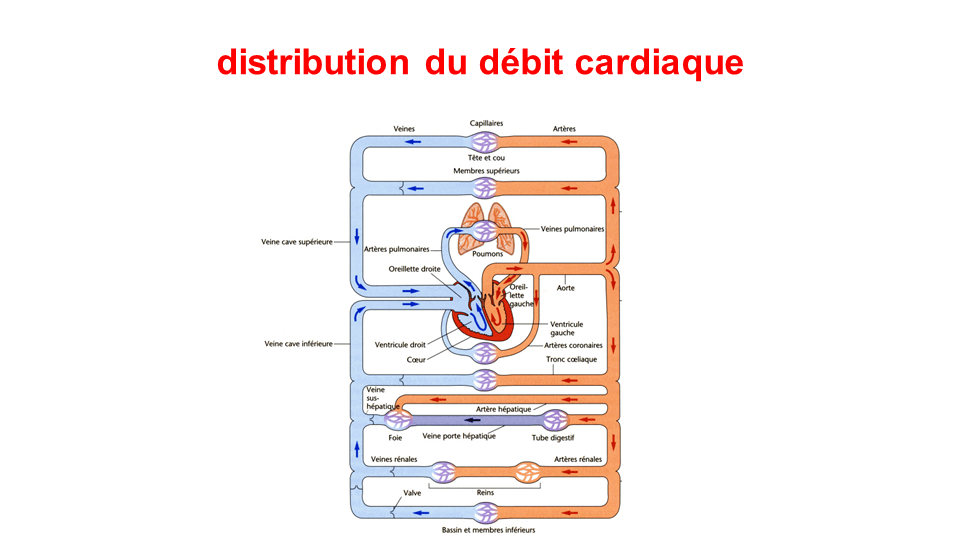 distribution du débit cardiaque
Capillaires
Veines
Artères
Tête et cou
Membres supérieurs
Veines pulmonaires
Veine cave supérieure
Artères pulmonaires
Poumons
Oreillette droite
Oreil-
lette
gauche
Aorte
Ventricule
gauche
Veine cave inférieure
Ventricule droit
Artères coronaires
Cœur
Tronc cœliaque
Veine
sus-
hépatique
Artère hépatique
Foie
Veine porte hépatique
Tube digestif
Veines rénales
Artères rénales
Valve
Reins
Bassin et membres inférieurs